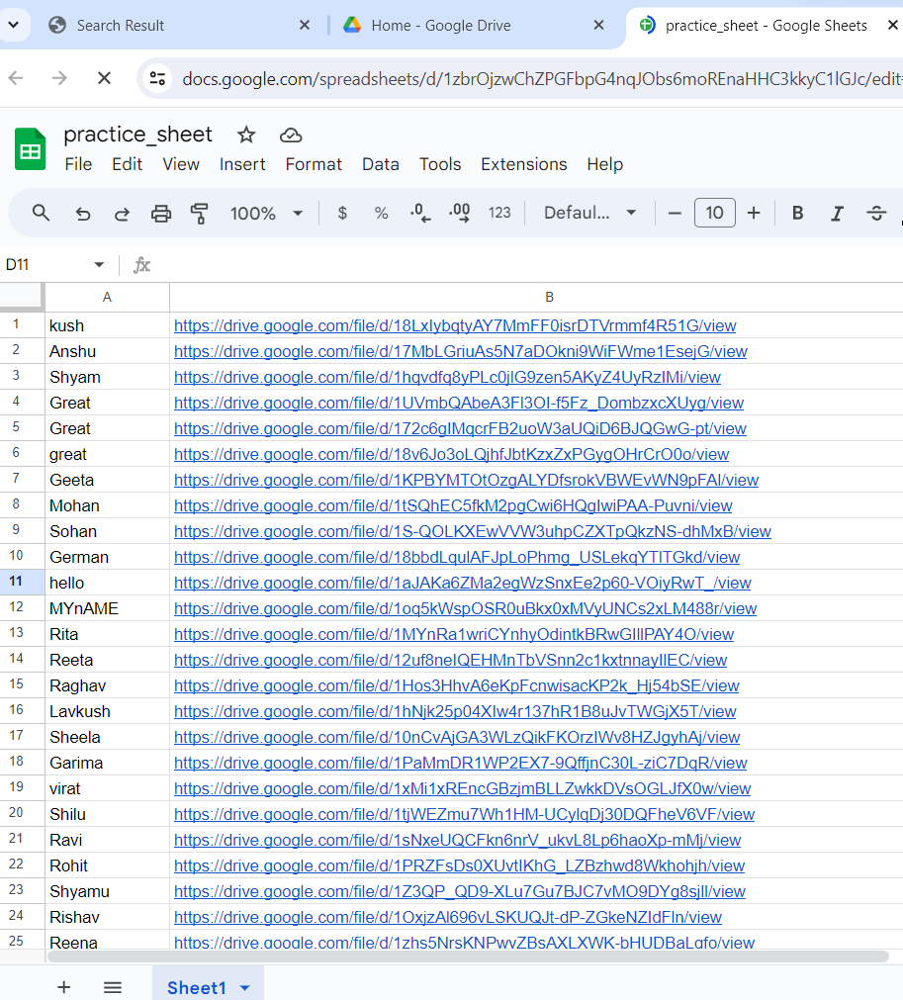 Search Result
Home - Google Drive
practice_sheet - Google Sheets
docs.google.com/spreadsheets/d/1zbrOjzwChZPGFbpG4nqJObs6moREnaHHC3kkyC1lGJc/edit
practice_sheet
File Edit View Insert Format Data Tools Extensions Help
100% $ % .0 .00 123 Defaul... 10 B I S
D11 fx
A B
1 kush https://drive.google.com/file/d/18LxIybqtyAY7MmFF0isrDTVrmmf4R51G/view
2 Anshu https://drive.google.com/file/d/17MbLGriuAs5N7aDOkni9WiFWme1EsejG/view
3 Shyam https://drive.google.com/file/d/1hqvdfq8yPLc0jlG9zen5AKyZ4UyRzIMi/view
4 Great https://drive.google.com/file/d/1UVmbQAbeA3Fl3OI-f5Fz_DombzxcXUyg/view
5 Great https://drive.google.com/file/d/172c6gIMqcrFB2uoW3aUQiD6BJQGwG-pt/view
6 great https://drive.google.com/file/d/18v6Jo3oLQjhfJbtKzxZxPGygOHrCrO0o/view
7 Geeta https://drive.google.com/file/d/1KPBYMTOtOzgALYDfsrokVBWEvWN9pFAl/view
8 Mohan https://drive.google.com/file/d/1tSQhEC5fkM2pgCwi6HQgIwiPAA-Puvni/view
9 Sohan https://drive.google.com/file/d/1S-QOLKXEwVVW3uhpCZXTpQkzNS-dhMxB/view
10 German https://drive.google.com/file/d/18bbdLqulAFJpLoPhmg_USLekqYTlTGkd/view
11 hello https://drive.google.com/file/d/1aJAKa6ZMa2egWzSnxEe2p60-VOiyRwT_/view
12 MYnAME https://drive.google.com/file/d/1oq5kWspOSR0uBkx0xMVyUNCs2xLM488r/view
13 Rita https://drive.google.com/file/d/1MYnRa1wriCYnhyOdintkBRwGIllPAY4O/view
14 Reeta https://drive.google.com/file/d/12uf8neIQEHMnTbVSnn2c1kxtnnayIlEC/view
15 Raghav https://drive.google.com/file/d/1Hos3HhvA6eKpFcnwisacKP2k_Hj54bSE/view
16 Lavkush https://drive.google.com/file/d/1hNjk25p04XIw4r137hR1B8uJvTWGjX5T/view
17 Sheela https://drive.google.com/file/d/10nCvAjGA3WLzQikFKOrzIWv8HZJgyhAj/view
18 Garima https://drive.google.com/file/d/1PaMmDR1WP2EX7-9QffjnC30L-ziC7DqR/view
19 virat https://drive.google.com/file/d/1xMi1xREncGBzjmBLLZwkkDVsOGLJfX0w/view
20 Shilu https://drive.google.com/file/d/1tjWEZmu7Wh1HM-UCylqDj30DQFheV6VF/view
21 Ravi https://drive.google.com/file/d/1sNxeUQCFkn6nrV_ukvL8Lp6haoXp-mMj/view
22 Rohit https://drive.google.com/file/d/1PRZFsDs0XUvtIKhG_LZBzhwd8Wkhohjh/view
23 Shyamu https://drive.google.com/file/d/1Z3QP_QD9-XLu7Gu7BJC7vMO9DYg8sjll/view
24 Rishav https://drive.google.com/file/d/1OxjzAl696vLSKUQJt-dP-ZGkeNZIdFln/view
25 Reena https://drive.google.com/file/d/1zhs5NrsKNPwvZBsAXLXWK-bHUDBaLgfo/view
Sheet1